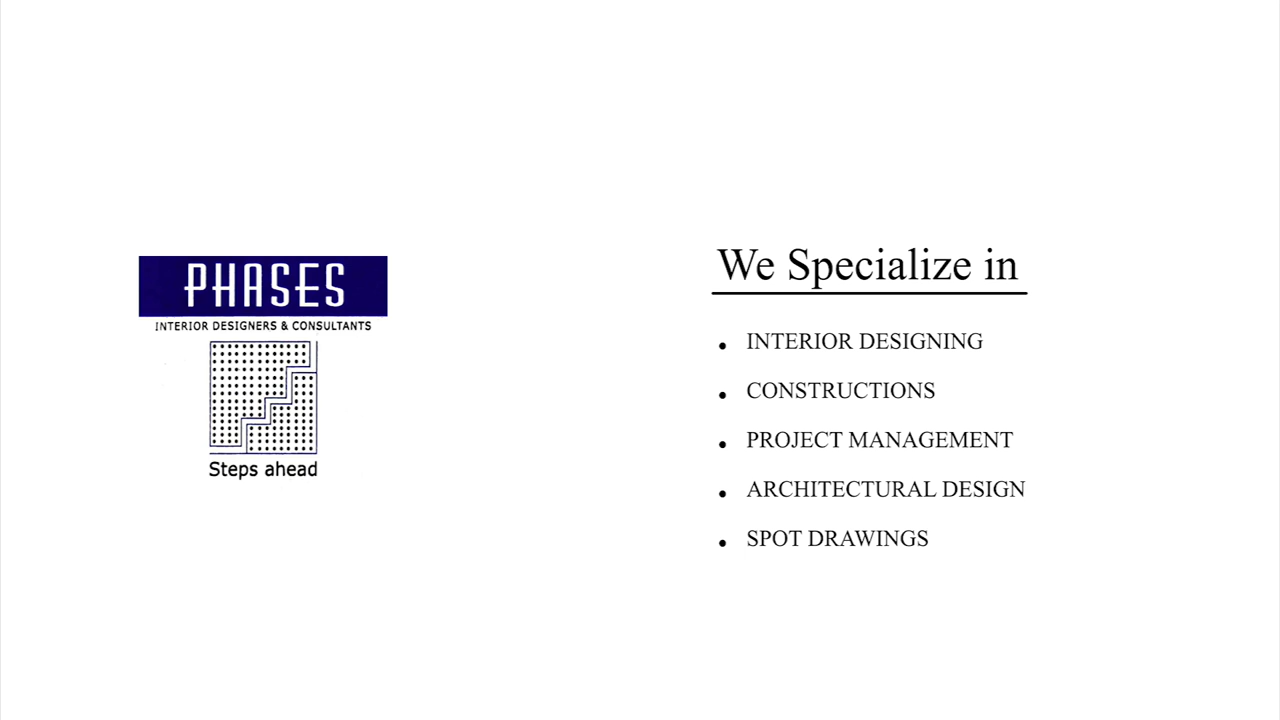 PHASES
INTERIOR DESIGNERS & CONSULTANTS
Steps ahead
We Specialize in
• INTERIOR DESIGNING
• CONSTRUCTIONS
• PROJECT MANAGEMENT
• ARCHITECTURAL DESIGN
• SPOT DRAWINGS